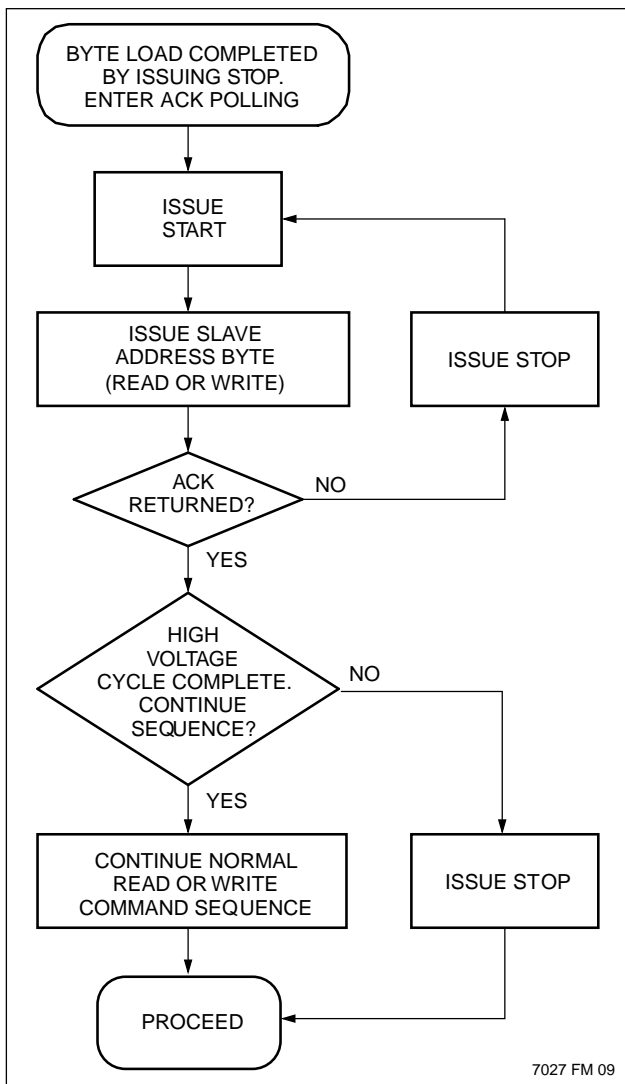 BYTE LOAD COMPLETED
BY ISSUING STOP.
ENTER ACK POLLING
ISSUE
START
ISSUE SLAVE
ADDRESS BYTE
(READ OR WRITE)
ISSUE STOP
ACK
RETURNED?
NO
YES
HIGH
VOLTAGE
CYCLE COMPLETE.
CONTINUE
SEQUENCE?
NO
YES
CONTINUE NORMAL
READ OR WRITE
COMMAND SEQUENCE
ISSUE STOP
PROCEED
7027 FM 09